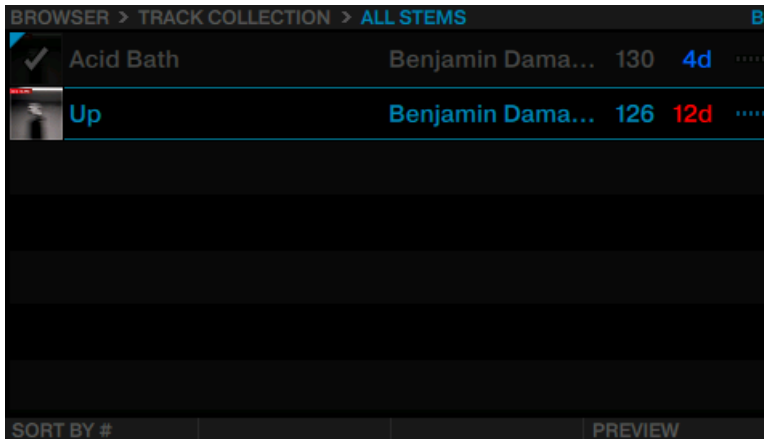 BROWSER > TRACK COLLECTION > ALL STEMS B
Acid Bath Benjamin Dama... 130 4d
Up Benjamin Dama... 126 12d
SORT BY # PREVIEW